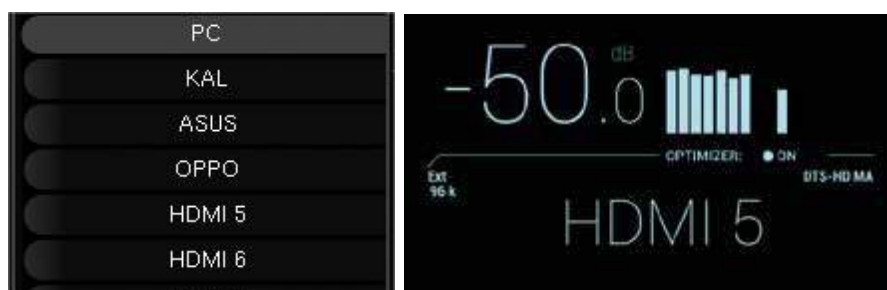 PC
KAL
ASUS
OPPO
HDMI 5
HDMI 6
-50.0 dB
OPTIMIZER: ON
Ext
96 k
DTS-HD MA
HDMI 5